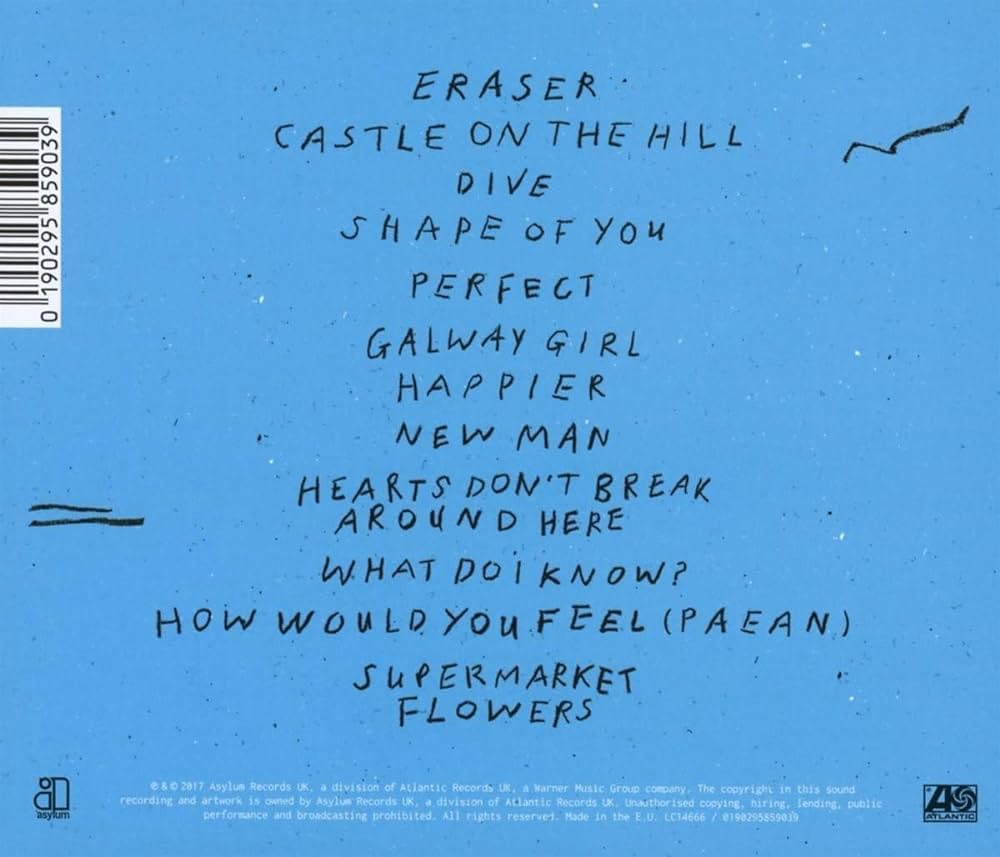 ERASER
CASTLE ON THE HILL
DIVE
SHAPE OF YOU
PERFECT
GALWAY GIRL
HAPPIER
NEW MAN
HEARTS DON'T BREAK
AROUND HERE
WHAT DO I KNOW?
HOW WOULD YOU FEEL (PAEAN)
SUPERMARKET
FLOWERS
0 190295 859039
℗ & © 2017 Asylum Records UK, a division of Atlantic Records UK, a Warner Music Group company. The copyright in this sound
recording and artwork is owned by Asylum Records UK, a division of Atlantic Records UK. Unauthorised copying, hiring, lending, public
performance and broadcasting prohibited. All rights reserved. Made in the E.U. LC14666 / 0190295859039
asylum
ATLANTIC